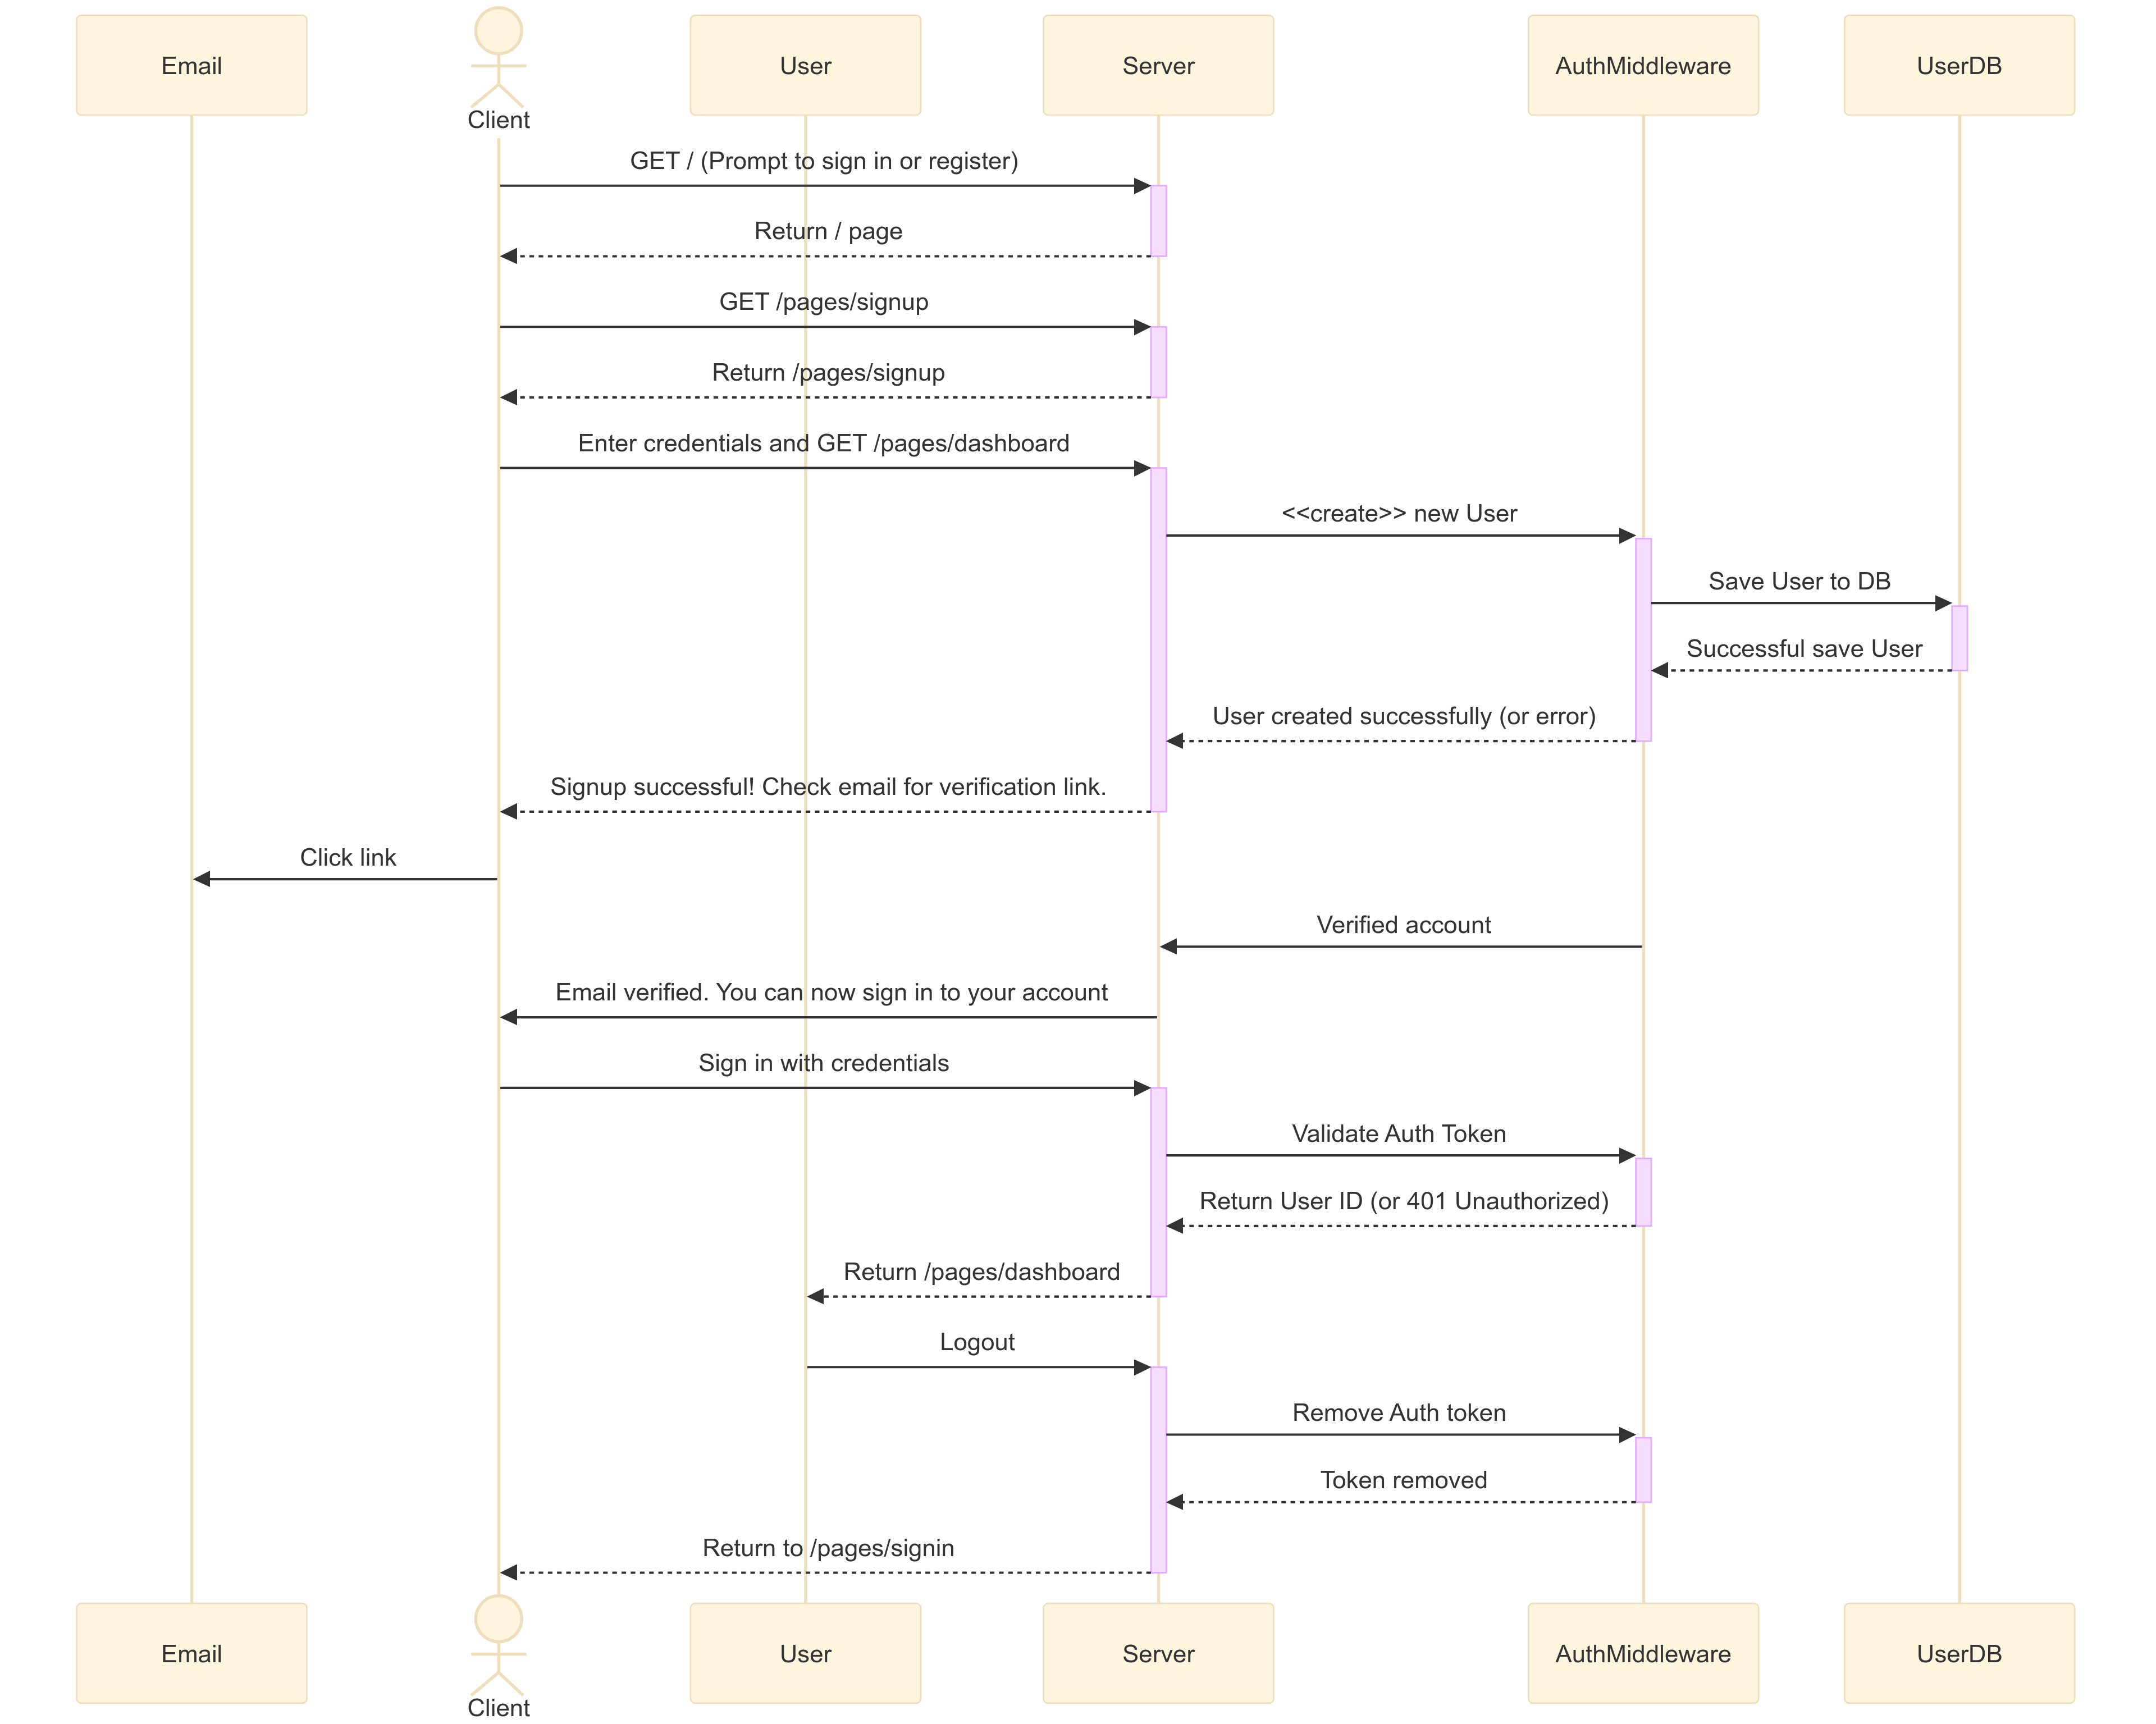 Email
Client
User
Server
AuthMiddleware
UserDB
GET / (Prompt to sign in or register)
Return / page
GET /pages/signup
Return /pages/signup
Enter credentials and GET /pages/dashboard
<<create>> new User
Save User to DB
Successful save User
User created successfully (or error)
Signup successful! Check email for verification link.
Click link
Verified account
Email verified. You can now sign in to your account
Sign in with credentials
Validate Auth Token
Return User ID (or 401 Unauthorized)
Return /pages/dashboard
Logout
Remove Auth token
Token removed
Return to /pages/signin
Email
Client
User
Server
AuthMiddleware
UserDB